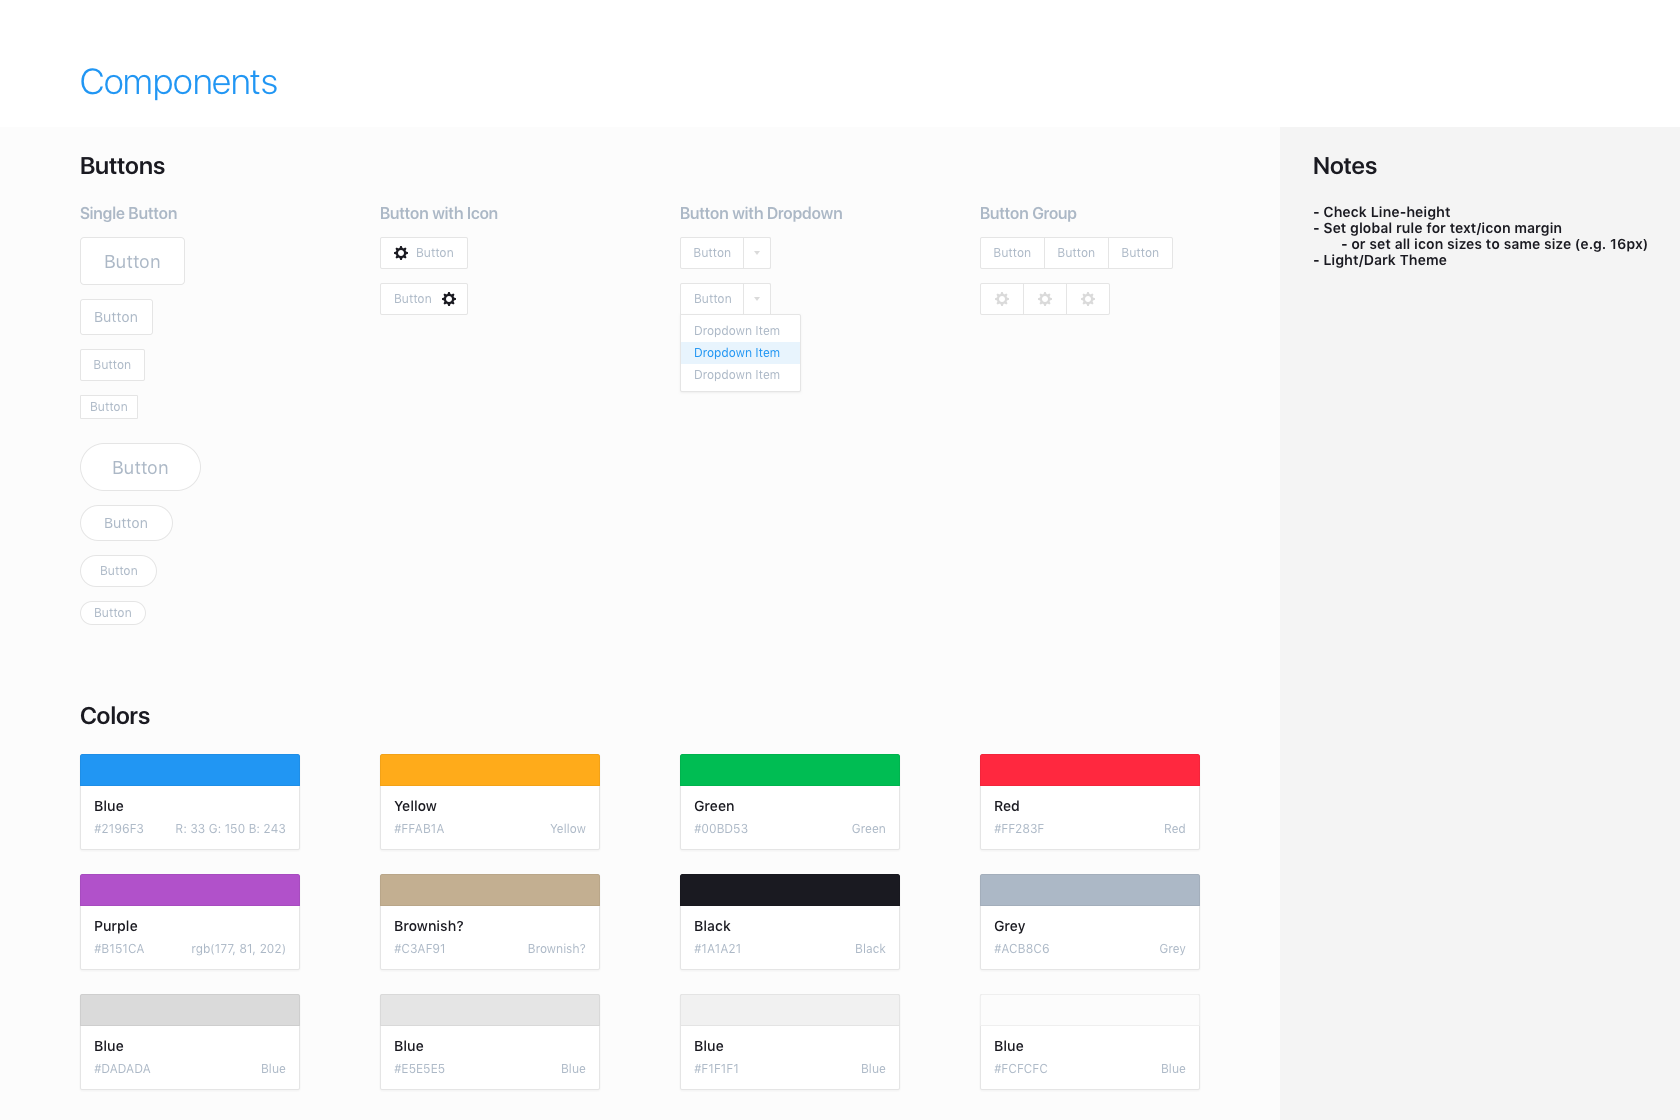 Components
Buttons
Single Button
Button
Button
Button
Button
Button
Button
Button
Button
Button with Icon
Button
Button
Button with Dropdown
Button
Button
Dropdown Item
Dropdown Item
Dropdown Item
Button Group
Button Button Button
Notes
- Check Line-height
- Set global rule for text/icon margin
- or set all icon sizes to same size (e.g. 16px)
- Light/Dark Theme
Colors
Blue
#2196F3 R: 33 G: 150 B: 243
Yellow
#FFAB1A Yellow
Green
#00BD53 Green
Red
#FF283F Red
Purple
#B151CA rgb(177, 81, 202)
Brownish?
#C3AF91 Brownish?
Black
#1A1A21 Black
Grey
#ACB8C6 Grey
Blue
#DADADA Blue
Blue
#E5E5E5 Blue
Blue
#F1F1F1 Blue
Blue
#FCFCFC Blue